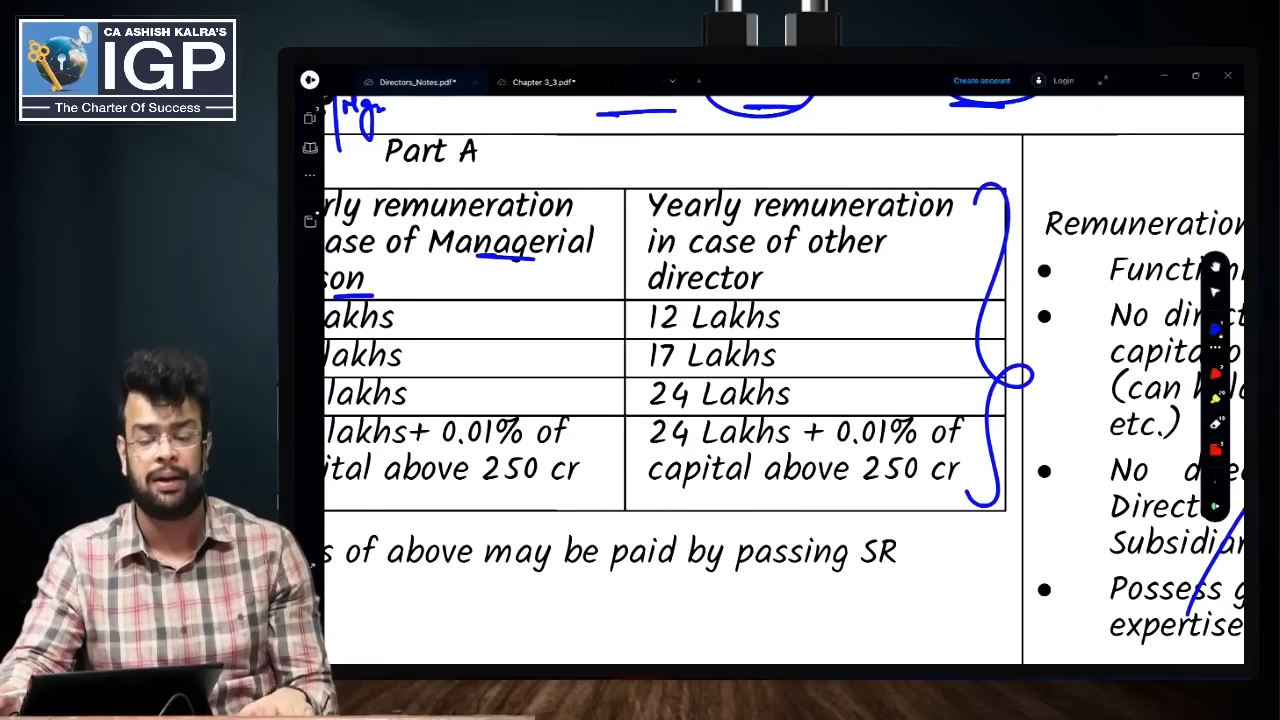 CA ASHISH KALRA'S
IGP
The Charter Of Success
Directors_Notes.pdf*
Chapter 3_3.pdf*
Create account
Login
Part A
rly remuneration
ase of Managerial
son
akhs
lakhs
lakhs
lakhs+ 0.01% of
ital above 250 cr
Yearly remuneration
in case of other
director
12 Lakhs
17 Lakhs
24 Lakhs
24 Lakhs + 0.01% of
capital above 250 cr
s of above may be paid by passing SR
Remuneration
No
capita
(can
etc.)
No
Direct
Subsidiar
Possess g
expertise